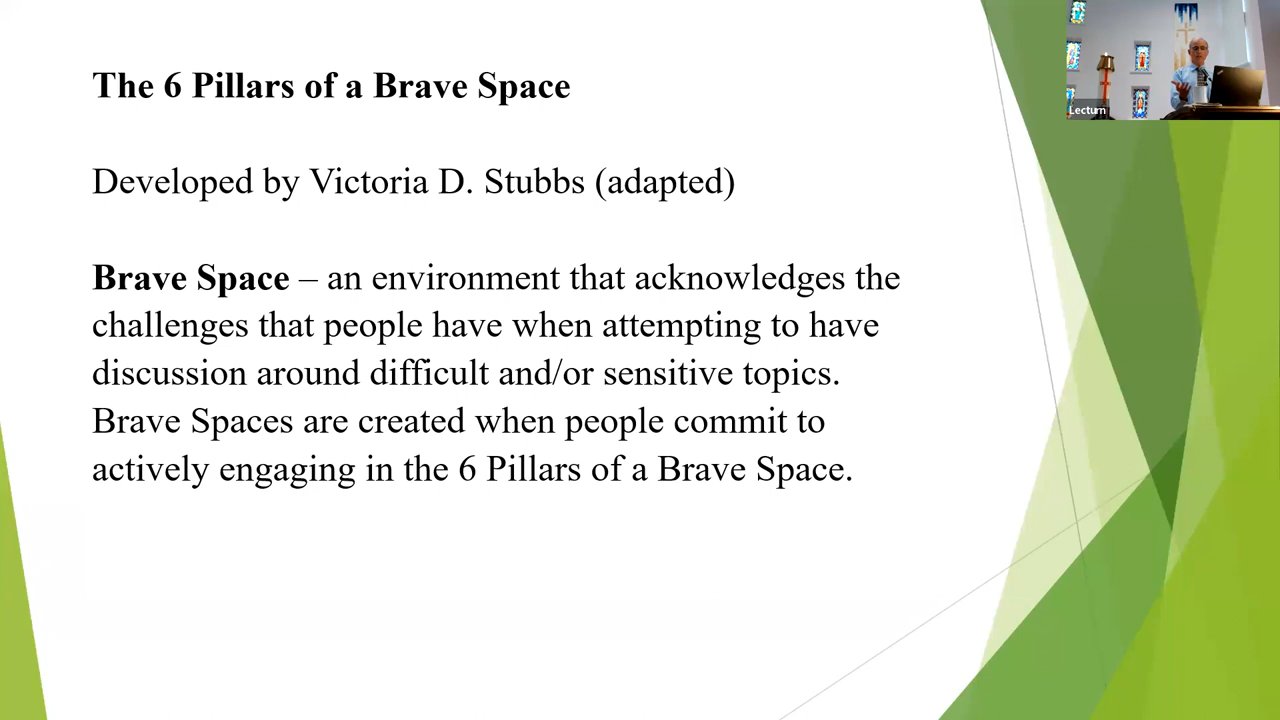 The 6 Pillars of a Brave Space
Developed by Victoria D. Stubbs (adapted)
Brave Space – an environment that acknowledges the
challenges that people have when attempting to have
discussion around difficult and/or sensitive topics.
Brave Spaces are created when people commit to
actively engaging in the 6 Pillars of a Brave Space.
Lecturn